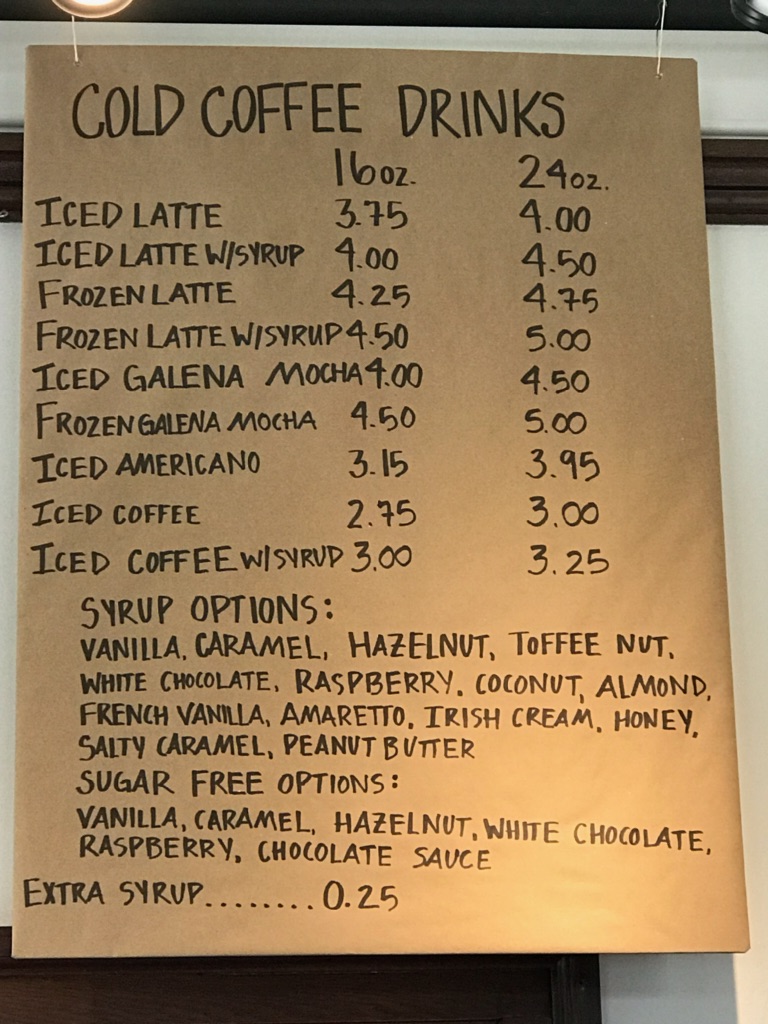 COLD COFFEE DRINKS
16oz. 24oz.
ICED LATTE 3.75 4.00
ICED LATTE W/SYRUP 4.00 4.50
FROZEN LATTE 4.25 4.75
FROZEN LATTE W/SYRUP 4.50 5.00
ICED GALENA MOCHA 4.00 4.50
FROZEN GALENA MOCHA 4.50 5.00
ICED AMERICANO 3.15 3.95
ICED COFFEE 2.75 3.00
ICED COFFEE W/SYRUP 3.00 3.25
SYRUP OPTIONS:
VANILLA, CARAMEL, HAZELNUT, TOFFEE NUT,
WHITE CHOCOLATE, RASPBERRY, COCONUT, ALMOND,
FRENCH VANILLA, AMARETTO, IRISH CREAM, HONEY,
SALTY CARAMEL, PEANUT BUTTER
SUGAR FREE OPTIONS:
VANILLA, CARAMEL, HAZELNUT, WHITE CHOCOLATE,
RASPBERRY, CHOCOLATE SAUCE
EXTRA SYRUP........0.25